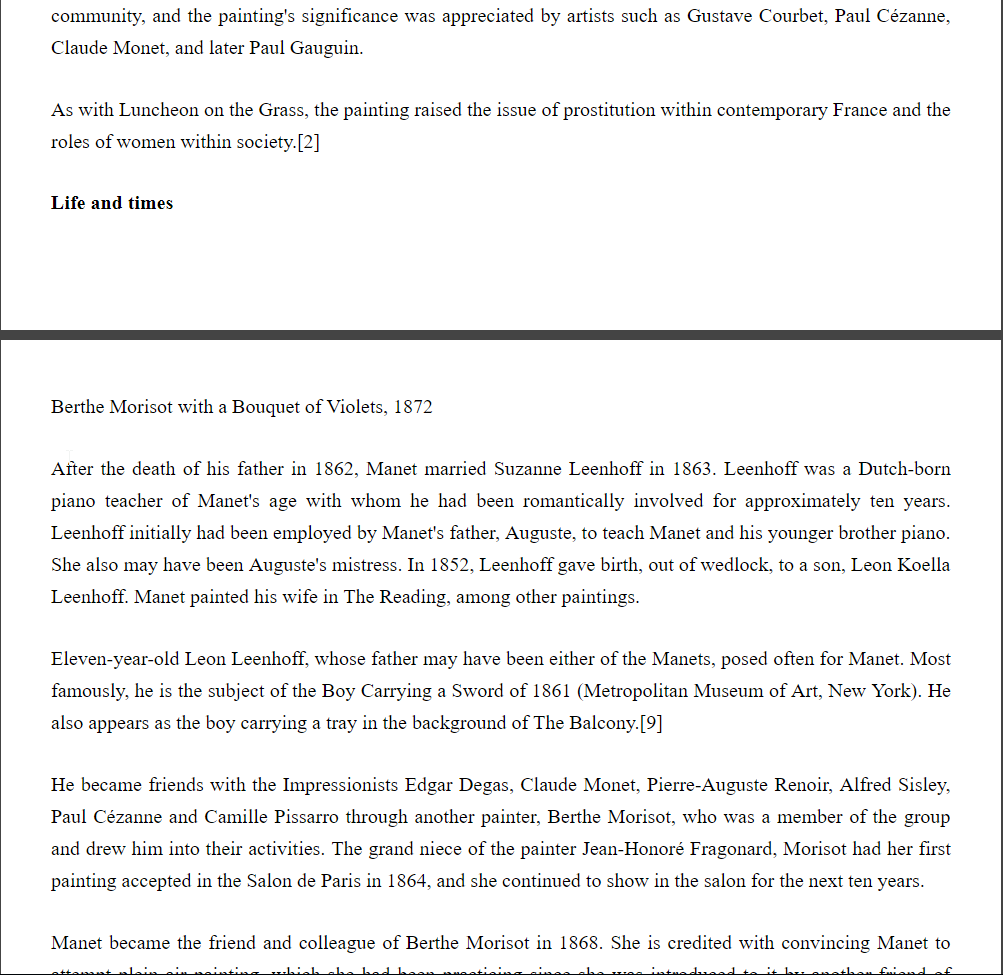 community, and the painting's significance was appreciated by artists such as Gustave Courbet, Paul Cézanne,
Claude Monet, and later Paul Gauguin.
As with Luncheon on the Grass, the painting raised the issue of prostitution within contemporary France and the
roles of women within society.[2]
Life and times
Berthe Morisot with a Bouquet of Violets, 1872
After the death of his father in 1862, Manet married Suzanne Leenhoff in 1863. Leenhoff was a Dutch-born
piano teacher of Manet's age with whom he had been romantically involved for approximately ten years.
Leenhoff initially had been employed by Manet's father, Auguste, to teach Manet and his younger brother piano.
She also may have been Auguste's mistress. In 1852, Leenhoff gave birth, out of wedlock, to a son, Leon Koella
Leenhoff. Manet painted his wife in The Reading, among other paintings.
Eleven-year-old Leon Leenhoff, whose father may have been either of the Manets, posed often for Manet. Most
famously, he is the subject of the Boy Carrying a Sword of 1861 (Metropolitan Museum of Art, New York). He
also appears as the boy carrying a tray in the background of The Balcony.[9]
He became friends with the Impressionists Edgar Degas, Claude Monet, Pierre-Auguste Renoir, Alfred Sisley,
Paul Cézanne and Camille Pissarro through another painter, Berthe Morisot, who was a member of the group
and drew him into their activities. The grand niece of the painter Jean-Honoré Fragonard, Morisot had her first
painting accepted in the Salon de Paris in 1864, and she continued to show in the salon for the next ten years.
Manet became the friend and colleague of Berthe Morisot in 1868. She is credited with convincing Manet to